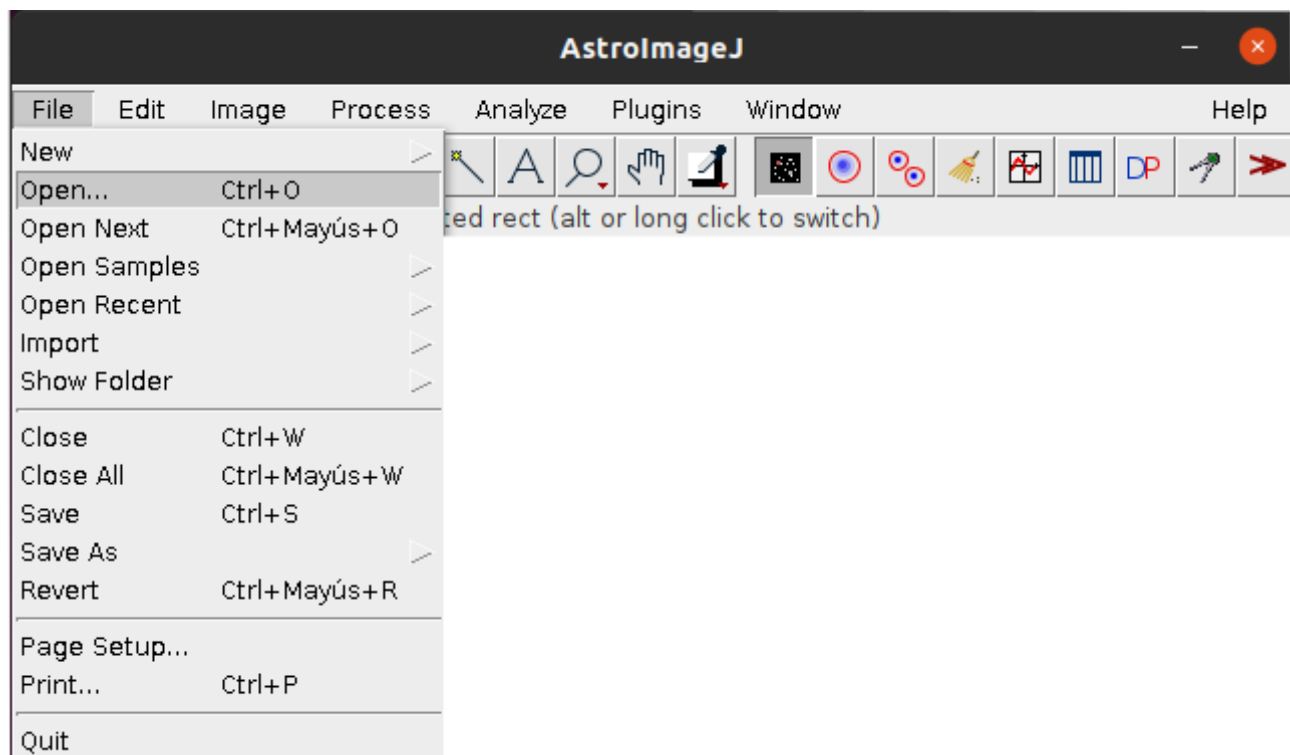 AstroImageJ
File Edit Image Process Analyze Plugins Window Help
New
Open... Ctrl+O
Open Next Ctrl+Mayús+O
Open Samples
Open Recent
Import
Show Folder
Close Ctrl+W
Close All Ctrl+Mayús+W
Save Ctrl+S
Save As
Revert Ctrl+Mayús+R
Page Setup...
Print... Ctrl+P
Quit
A
DP
ted rect (alt or long click to switch)